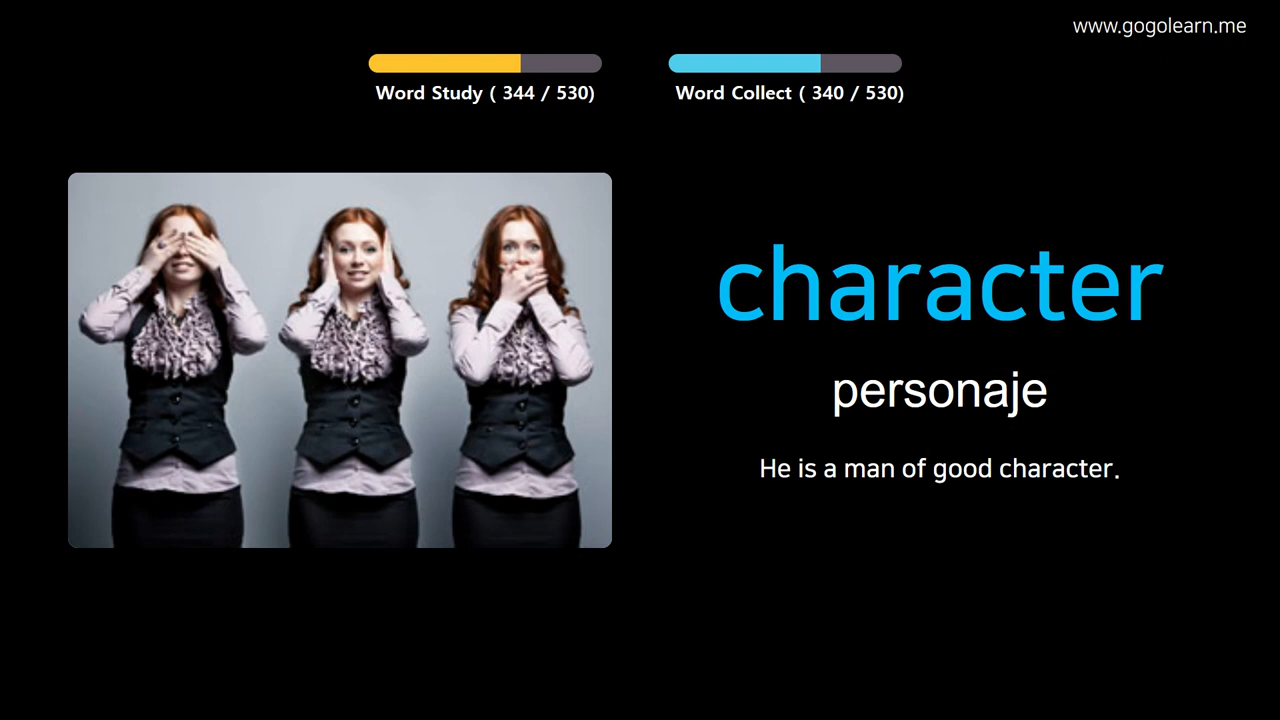 www.gogolearn.me
Word Study ( 344 / 530)
Word Collect ( 340 / 530)
character
personaje
He is a man of good character.